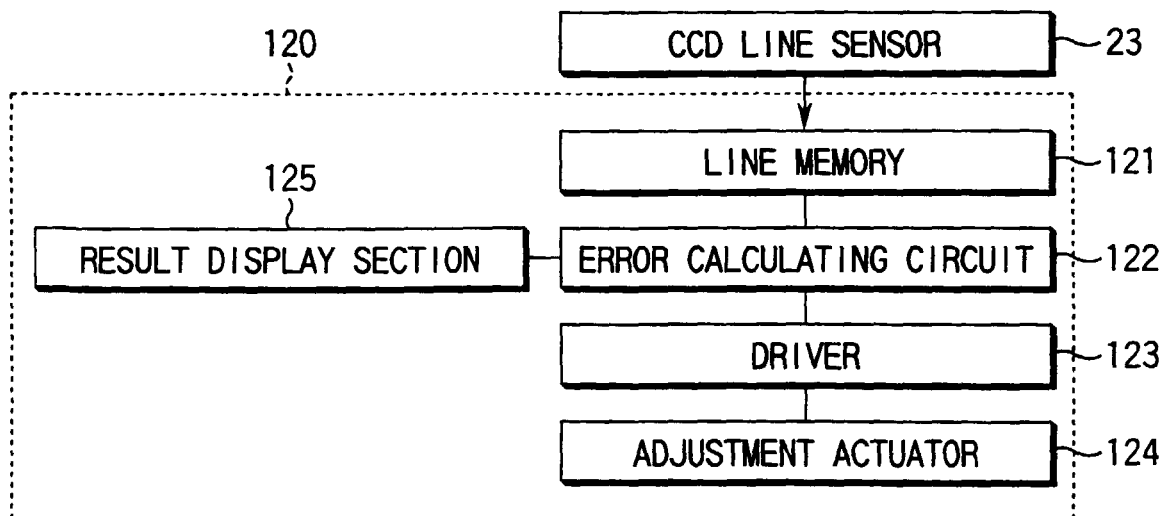 120
CCD LINE SENSOR 23
LINE MEMORY 121
125
RESULT DISPLAY SECTION
ERROR CALCULATING CIRCUIT 122
DRIVER 123
ADJUSTMENT ACTUATOR 124